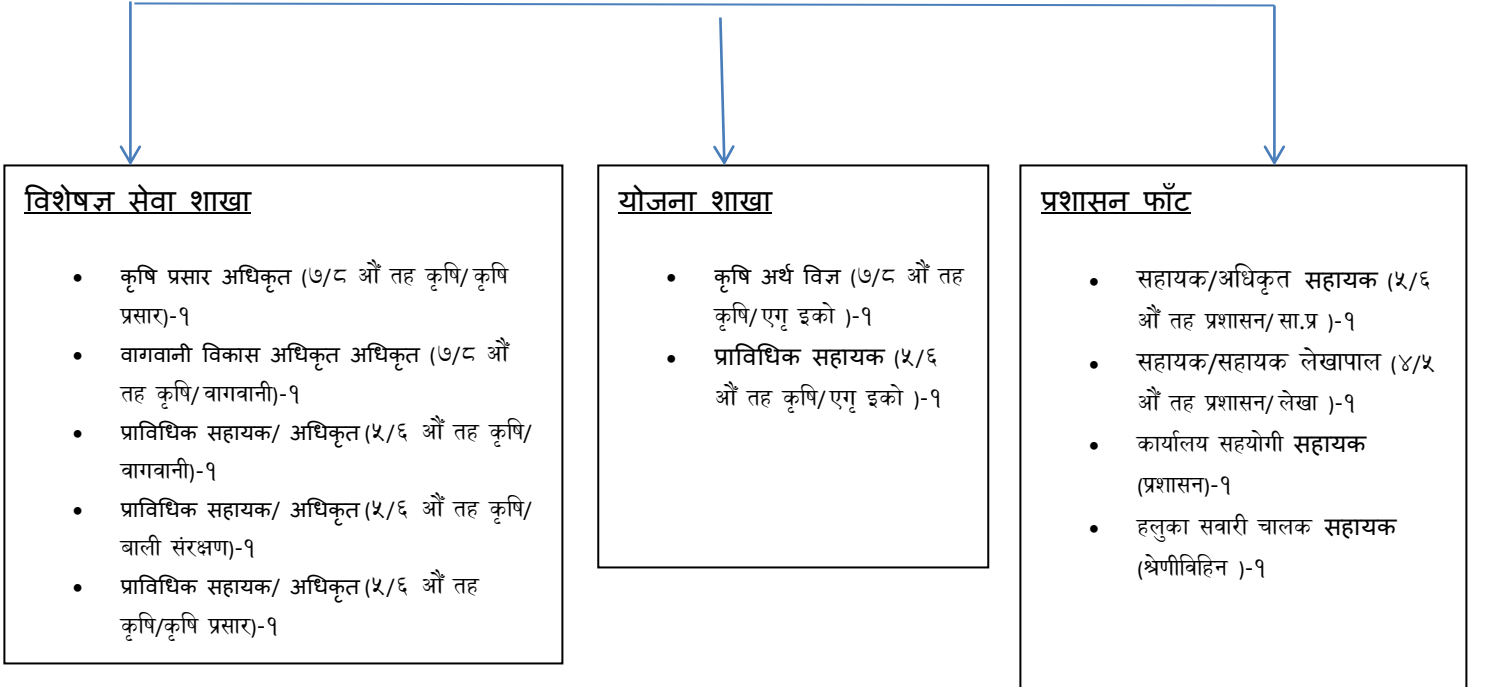 विशेषज्ञ सेवा शाखा
कृषि प्रसार अधिकृत (७/८ औं तह कृषि/ कृषि
प्रसार)-१
वागवानी विकास अधिकृत अधिकृत (७/८ औं
तह कृषि/ वागवानी)-१
प्राविधिक सहायक/ अधिकृत (५/६ औं तह कृषि/
वागवानी)-१
प्राविधिक सहायक/ अधिकृत (५/६ औं तह कृषि/
बाली संरक्षण)-१
प्राविधिक सहायक/ अधिकृत (५/६ औं तह
कृषि/कृषि प्रसार)-१
योजना शाखा
कृषि अर्थ विज्ञ (७/८ औं तह
कृषि/ एगृ इको )-१
प्राविधिक सहायक (५/६
औं तह कृषि/ एगृ इको )-१
प्रशासन फाँट
सहायक/अधिकृत सहायक (५/६
औं तह प्रशासन/ सा.प्र )-१
सहायक/सहायक लेखापाल (४/५
औं तह प्रशासन/ लेखा )-१
कार्यालय सहयोगी सहायक
(प्रशासन)-१
हलुका सवारी चालक सहायक
(श्रेणीविहिन )-१